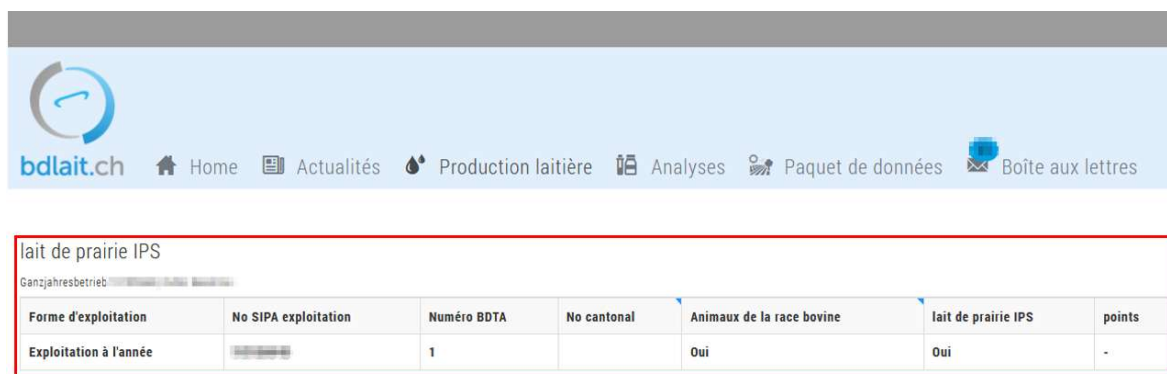 bdlait.ch Home Actualités Production laitière Analyses Paquet de données Boîte aux lettres
lait de prairie IPS
Ganzjahresbetrieb
Forme d'exploitation No SIPA exploitation Numéro BDTA No cantonal Animaux de la race bovine lait de prairie IPS points
Exploitation à l'année 1 Oui Oui -